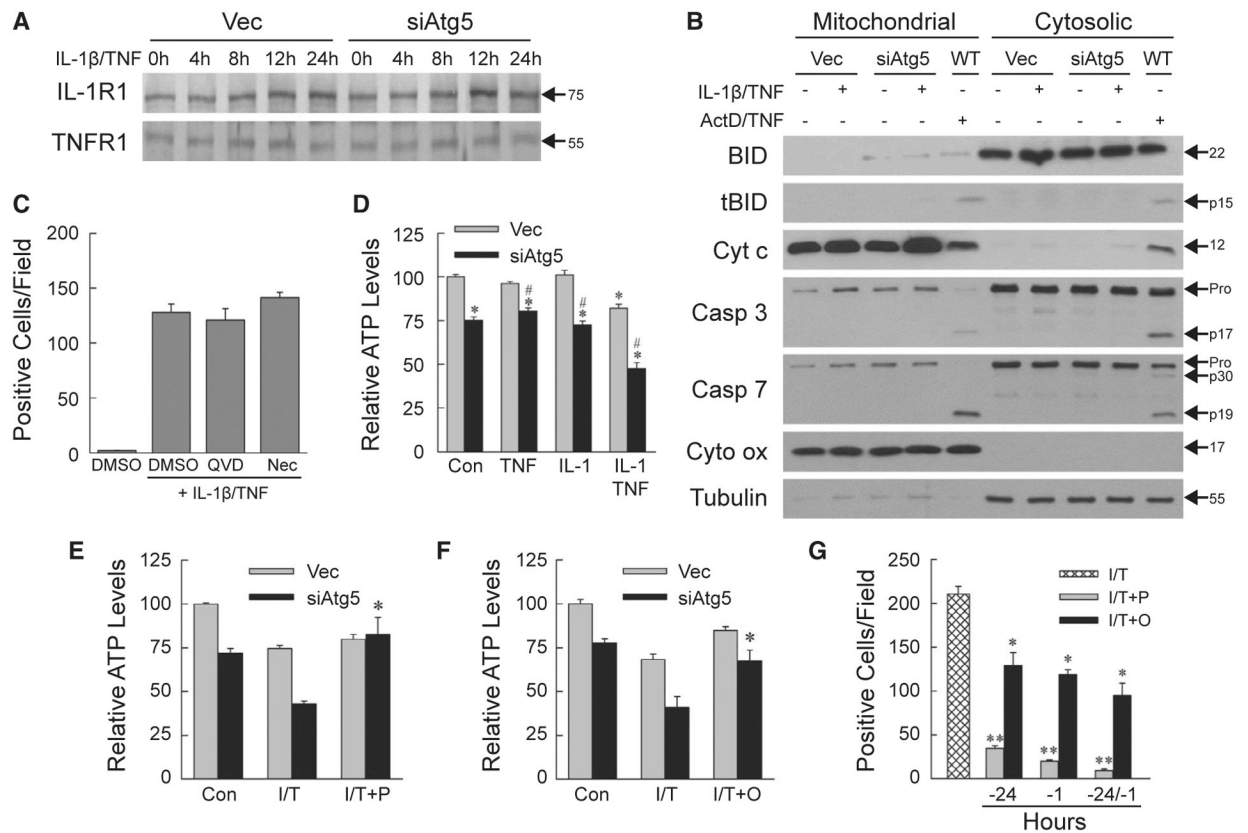 A
Vec siAtg5
IL-1β/TNF 0h 4h 8h 12h 24h 0h 4h 8h 12h 24h
IL-1R1 75
TNFR1 55
B
Mitochondrial Cytosolic
Vec siAtg5 WT Vec siAtg5 WT
IL-1β/TNF - + - + - - + - + -
ActD/TNF - - - - + - - - - +
BID 22
tBID p15
Cyt c 12
Casp 3 Pro
p17
Casp 7 Pro
p30
p19
Cyto ox 17
Tubulin 55
C
Positive Cells/Field
200
150
100
50
0
DMSO DMSO QVD Nec
+ IL-1β/TNF
D
Relative ATP Levels
125
100
75
50
25
0
Vec
siAtg5
* # * # * * # *
Con TNF IL-1 IL-1
TNF
E
Relative ATP Levels
125
100
75
50
25
0
Vec
siAtg5
*
Con I/T I/T+P
F
Relative ATP Levels
125
100
75
50
25
0
Vec
siAtg5
*
Con I/T I/T+O
G
Positive Cells/Field
250
200
150
100
50
0
I/T
I/T+P
I/T+O
** * ** * ** *
-24 -1 -24/-1
Hours